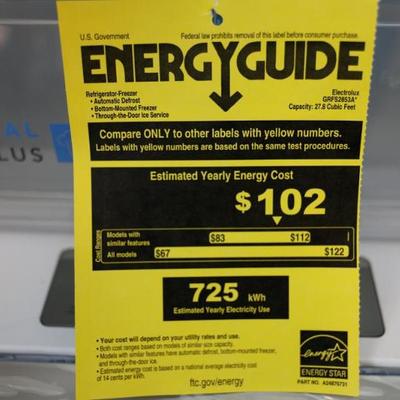 U.S. Government
Federal law prohibits removal of this label before consumer purchase.
ENERGYGUIDE
Refrigerator-Freezer
• Automatic Defrost
• Bottom-Mounted Freezer
• Through-the-Door Ice Service
Electrolux
GRFS2853A*
Capacity: 27.8 Cubic Feet
Compare ONLY to other labels with yellow numbers.
Labels with yellow numbers are based on the same test procedures.
Estimated Yearly Energy Cost
$102
Cost Ranges
Models with
similar features
$83
$112
All models
$67
$122
725 kWh
Estimated Yearly Electricity Use
• Your cost will depend on your utility rates and use.
• Both cost ranges based on models of similar size capacity.
• Models with similar features have automatic defrost, bottom-mounted freezer,
and through-the-door ice.
• Estimated energy cost is based on a national average electricity cost
of 14 cents per kWh.
ftc.gov/energy
energy
ENERGY STAR
PART NO.
AL
LUS